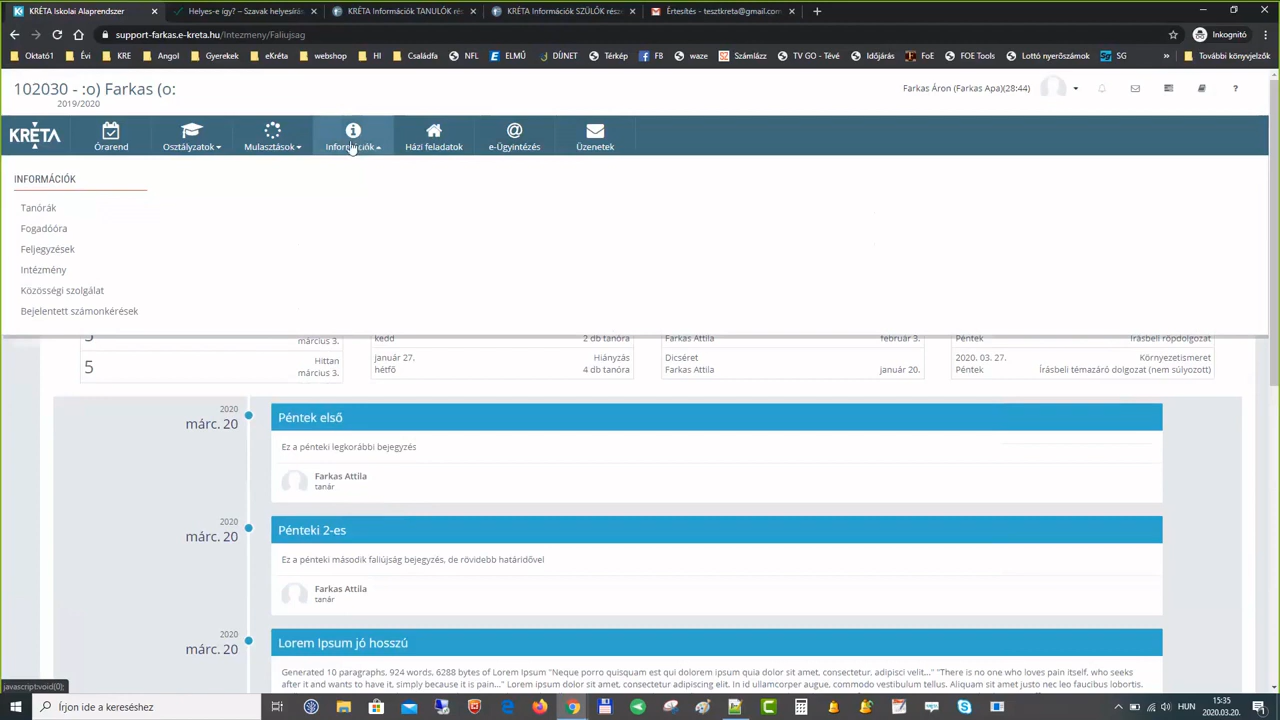 KRÉTA Iskolai Alaprendszer
Helyes-e így? – Szavak helyesírás
KRÉTA Információk TANULÓK rés
KRÉTA Információk SZÜLŐK rész
Értesítés - tesztkreta@gmail.com
support-farkas.e-kreta.hu/Intezmeny/Faliujsag
Inkognitó
Oktató1
Évi
KRE
Angol
Gyerekek
eKréta
webshop
HI
Családfa
NFL
ELMŰ
DÜNET
Térkép
FB
waze
Számlázz
TV GO - Tévé
Időjárás
FoE
FOE Tools
Lottó nyerőszámok
SG
További könyvjelzők
102030 - :o) Farkas (o:
2019/2020
Farkas Áron (Farkas Apa)(28:44)
KRÉTA
Órarend
Osztályzatok
Mulasztások
Információk
Házi feladatok
e-Ügyintézés
Üzenetek
INFORMÁCIÓK
Tanórák
Fogadóóra
Feljegyzések
Intézmény
Közösségi szolgálat
Bejelentett számonkérések
5
március 3.
kedd
2 db tanóra
Farkas Attila
február 3.
Péntek
Írásbeli röpdolgozat
5
Hittan
március 3.
január 27.
Hiányzás
hétfő
4 db tanóra
Dicséret
Farkas Attila
január 20.
2020. 03. 27.
Környezetismeret
Péntek
Írásbeli témazáró dolgozat (nem súlyozott)
2020
márc. 20
Péntek első
Ez a pénteki legkorábbi bejegyzés
Farkas Attila
tanár
2020
márc. 20
Pénteki 2-es
Ez a pénteki második faliújság bejegyzés, de rövidebb határidővel
Farkas Attila
tanár
2020
márc. 20
Lorem Ipsum jó hosszú
Generated 10 paragraphs, 924 words, 6288 bytes of Lorem Ipsum "Neque porro quisquam est qui dolorem ipsum quia dolor sit amet, consectetur, adipisci velit..." "There is no one who loves pain itself, who seeks
after it and wants to have it, simply because it is pain..." Lorem ipsum dolor sit amet, consectetur adipiscing elit. In id ullamcorper augue, commodo vestibulum tellus. Aliquam sit amet justo nec leo faucibus lobortis.
javascript:void(0);
Írjon ide a kereséshez
HUN
15:35
2020.03.20.